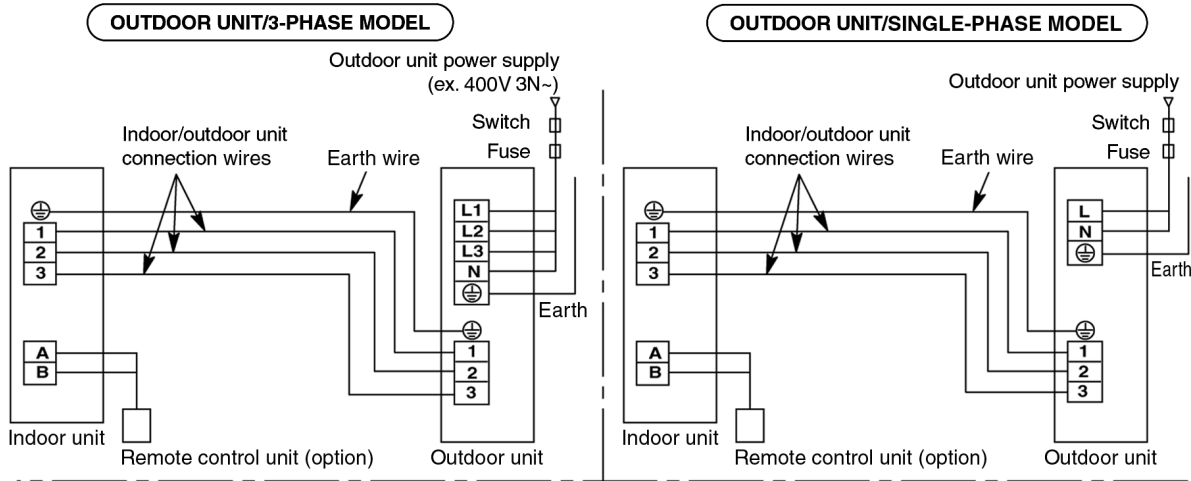 OUTDOOR UNIT/3-PHASE MODEL
Outdoor unit power supply
(ex. 400V 3N~)
Switch
Fuse
Indoor/outdoor unit
connection wires
Earth wire
1
2
3
A
B
L1
L2
L3
N
Earth
1
2
3
Indoor unit
Remote control unit (option)
Outdoor unit
OUTDOOR UNIT/SINGLE-PHASE MODEL
Outdoor unit power supply
Switch
Fuse
Indoor/outdoor unit
connection wires
Earth wire
1
2
3
A
B
L
N
Earth
1
2
3
Indoor unit
Remote control unit (option)
Outdoor unit